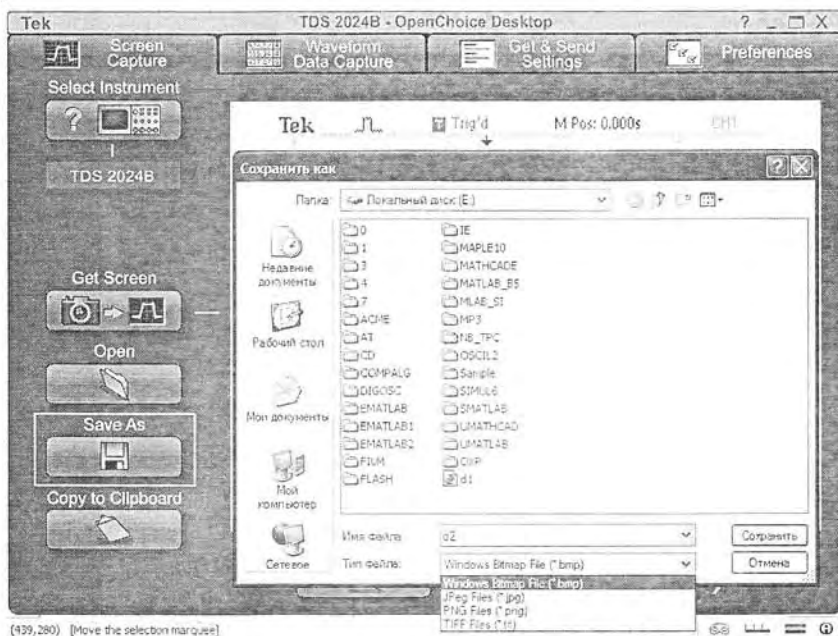 Tek TDS 2024B - OpenChoice Desktop ? _ X
Screen Capture
Waveform Data Capture
Get & Send Settings
Preferences
Select Instrument
?
TDS 2024B
Get Screen
Open
Save As
Copy to Clipboard
Tek Trig'd M Pos: 0.000s CH1
Сохранить как ? X
Папка: Локальный диск (E:)
Недавние документы
Рабочий стол
Мои документы
Мой компьютер
Сетевое
0
1
3
4
7
ACME
AT
CD
COMPALG
DIGOSC
EMATLAB
EMATLAB1
EMATLAB2
FILM
FLASH
IE
MAPLE10
MATHCADE
MATLAB_B5
MLAB_SI
MP3
NB_TPC
OSCIL2
Sample
SIMUL6
SMATLAB
UMATHCAD
UMATLAB
d1
Имя файла: d2 Сохранить
Тип файла: Windows Bitmap File (*.bmp) Отмена
Windows Bitmap File (*.bmp)
JPeg Files (*.jpg)
PNG Files (*.png)
TIFF Files (*.tif)
(439,280) [Move the selection marquee]